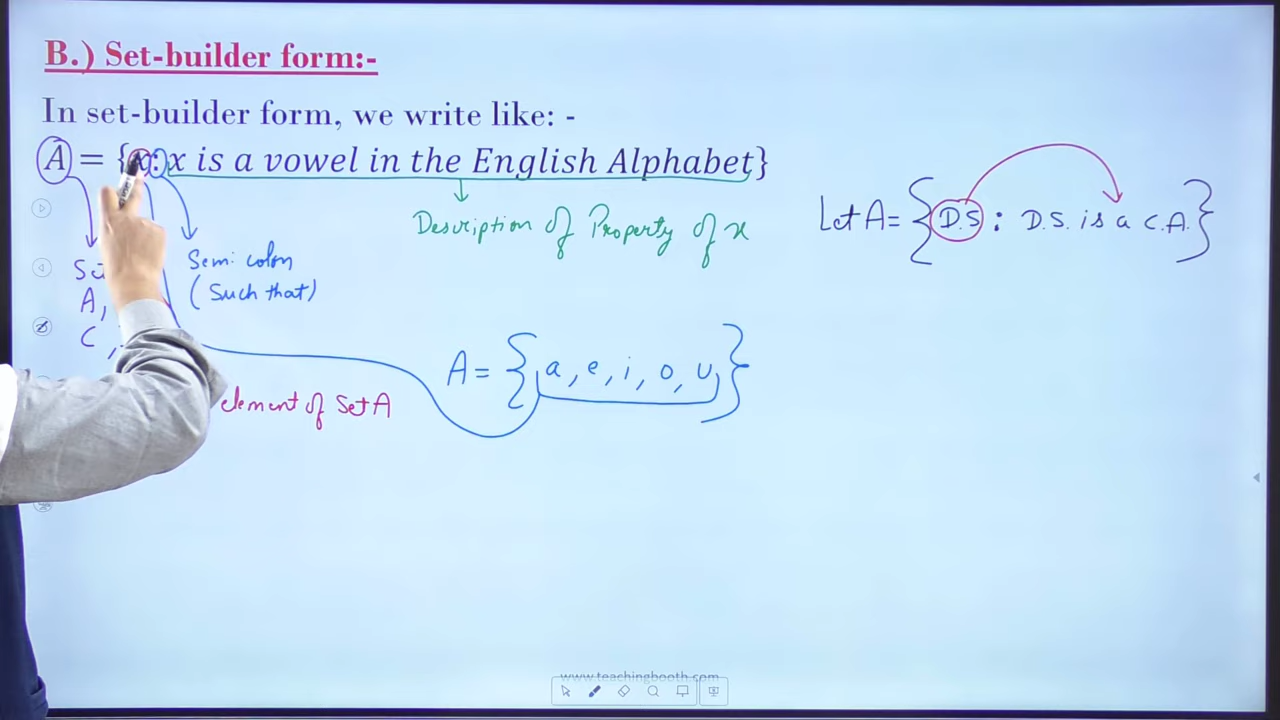 B.) Set-builder form:-
In set-builder form, we write like: -
A = {x: x is a vowel in the English Alphabet}
Description of Property of x
Let A = { D.S : D.S. is a C.A. }
Semi colon
(Such that)
A,
C,
A = { a, e, i, o, u }
element of Set A
www.teachingbooth.com